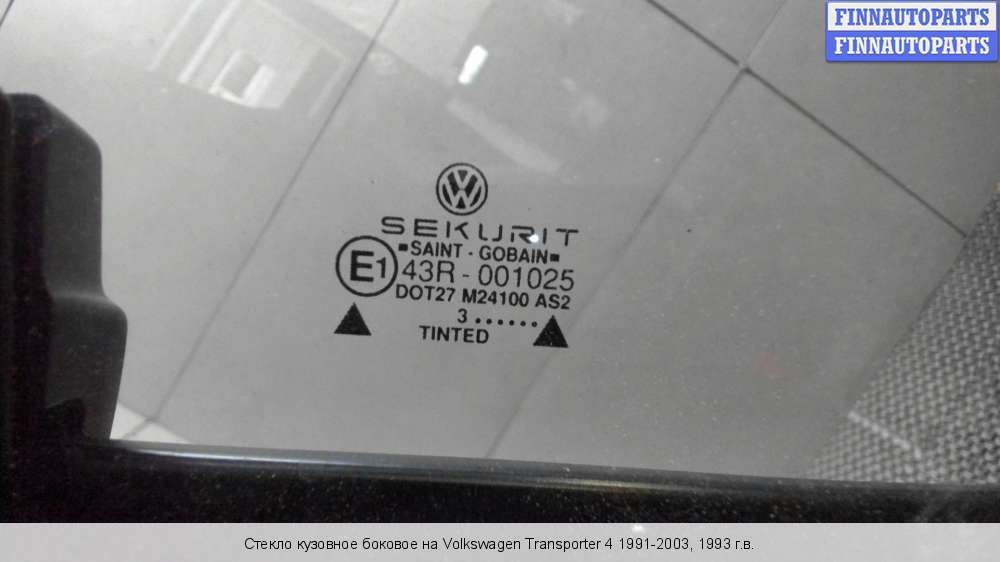 FINNAUTOPARTS
FINNAUTOPARTS
SEKURIT
SAINT - GOBAIN
E1
43R - 001025
DOT27 M24100 AS2
3 ......
TINTED
Стекло кузовное боковое на Volkswagen Transporter 4 1991-2003, 1993 г.в.